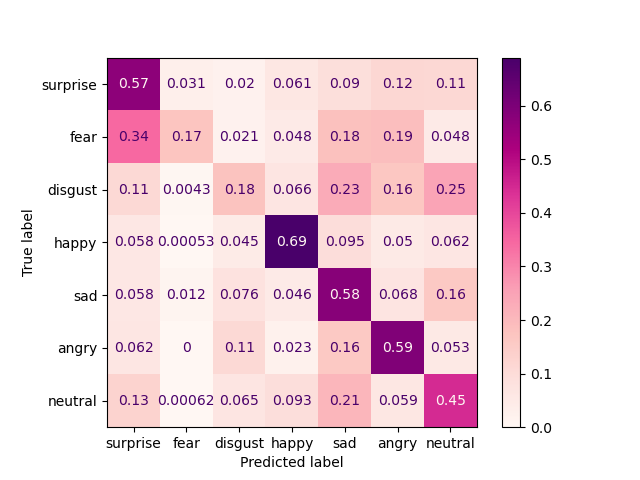 surprise 0.57 0.031 0.02 0.061 0.09 0.12 0.11
fear 0.34 0.17 0.021 0.048 0.18 0.19 0.048
disgust 0.11 0.0043 0.18 0.066 0.23 0.16 0.25
happy 0.058 0.00053 0.045 0.69 0.095 0.05 0.062
sad 0.058 0.012 0.076 0.046 0.58 0.068 0.16
angry 0.062 0 0.11 0.023 0.16 0.59 0.053
neutral 0.13 0.00062 0.065 0.093 0.21 0.059 0.45
surprise fear disgust happy sad angry neutral
Predicted label
True label
0.6
0.5
0.4
0.3
0.2
0.1
0.0